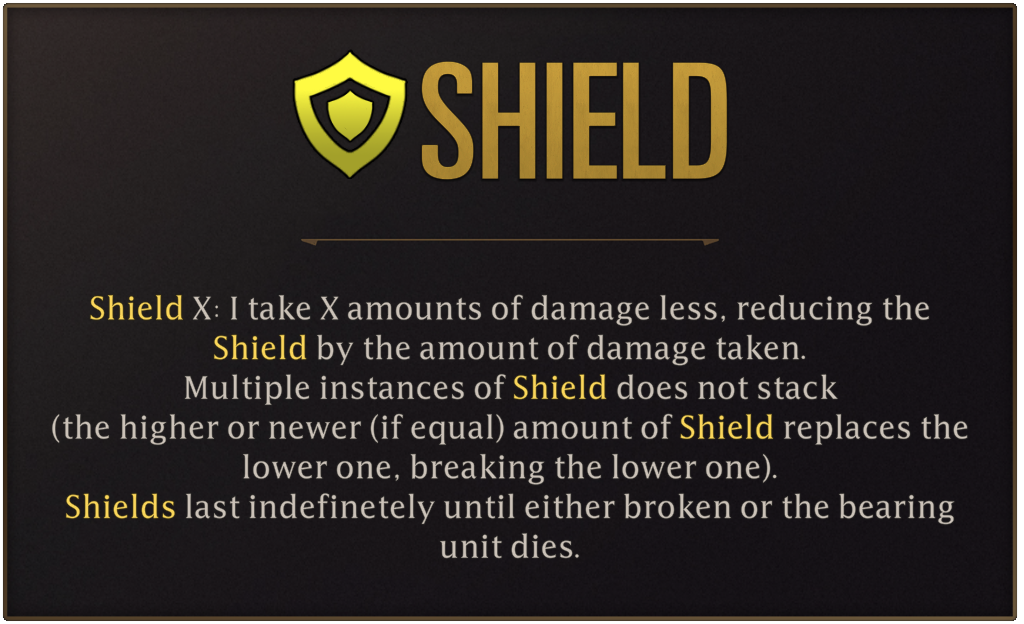 SHIELD
Shield X: I take X amounts of damage less, reducing the
Shield by the amount of damage taken.
Multiple instances of Shield does not stack
(the higher or newer (if equal) amount of Shield replaces the
lower one, breaking the lower one).
Shields last indefinetely until either broken or the bearing
unit dies.